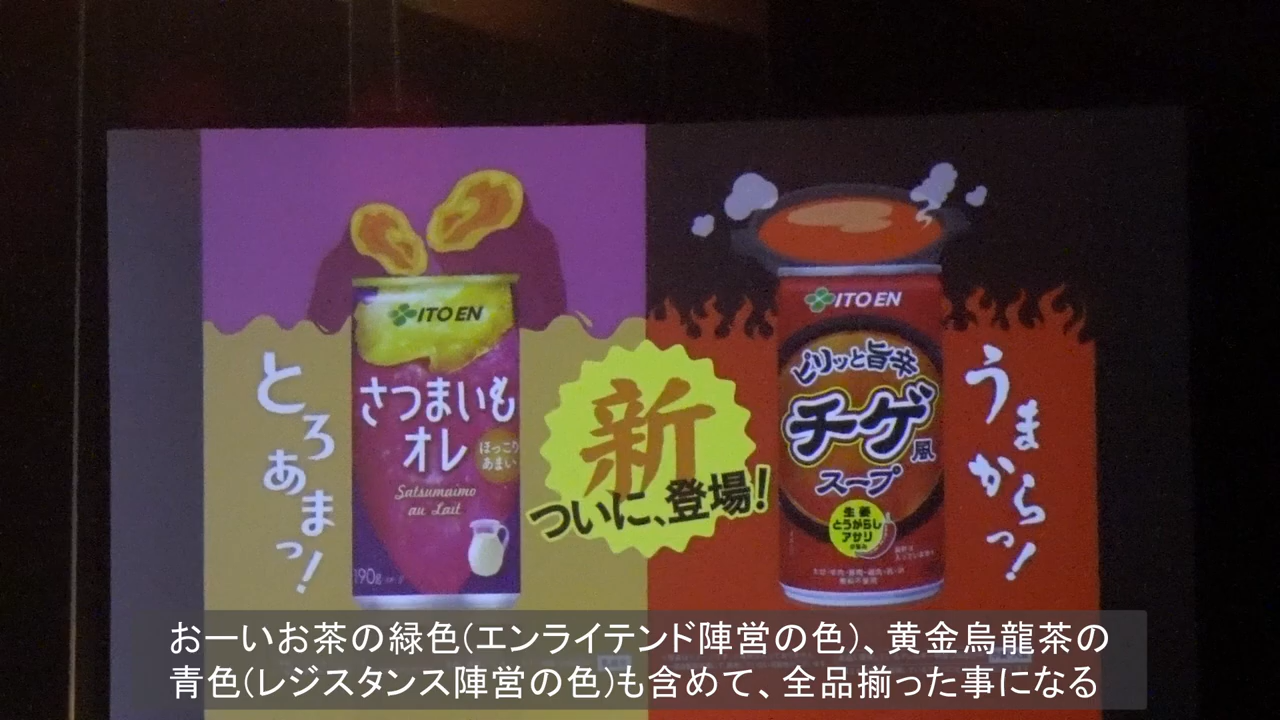 とろあまっ!
ITO EN
さつまいも
オレ
ほっこり
あまい
Satsumaimo
au Lait
190g
新
ついに、登場!
ITO EN
ピリッと旨辛
チゲ風
スープ
生姜
とうがらし
アサリ
うまからっ!
おーいお茶の緑色(エンライテンド陣営の色)、黄金烏龍茶の
青色(レジスタンス陣営の色)も含めて、全品揃った事になる